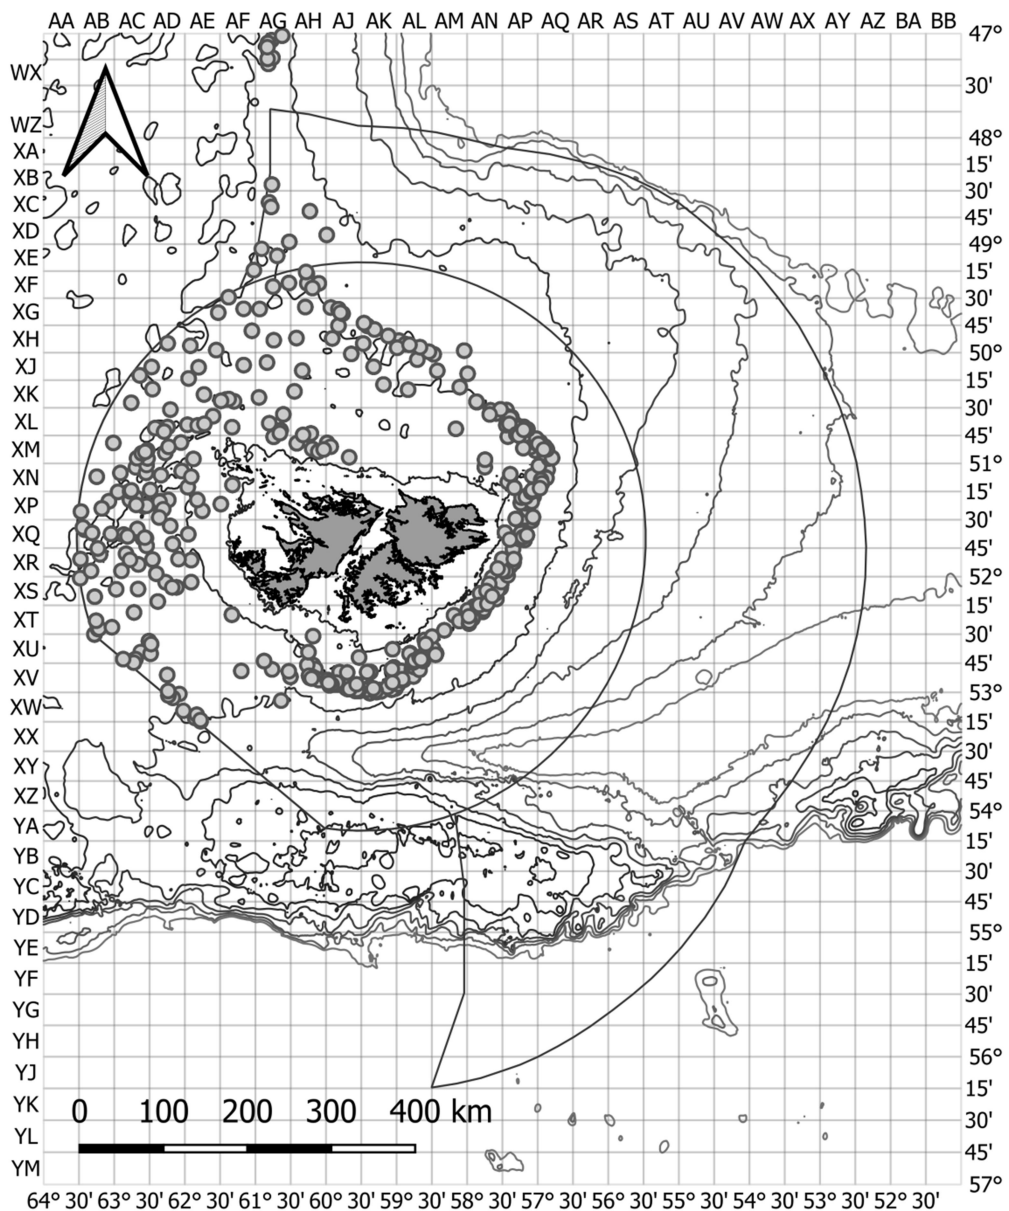 AA AB AC AD AE AF AG AH AJ AK AL AM AN AP AQ AR AS AT AU AV AW AX AY AZ BA BB
47°
WX
30'
WZ
48°
XA
15'
XB
30'
XC
45'
XD
49°
XE
15'
XF
30'
XG
45'
XH
50°
XJ
15'
XK
30'
XL
45'
XM
51°
XN
15'
XP
30'
XQ
45'
XR
52°
XS
15'
XT
30'
XU
45'
XV
53°
XW
15'
XX
30'
XY
45'
XZ
54°
YA
15'
YB
30'
YC
45'
YD
55°
YE
15'
YF
30'
YG
45'
YH
56°
YJ
15'
YK
30'
YL
45'
YM
57°
0 100 200 300 400 km
64° 30' 63° 30' 62° 30' 61° 30' 60° 30' 59° 30' 58° 30' 57° 30' 56° 30' 55° 30' 54° 30' 53° 30' 52° 30'